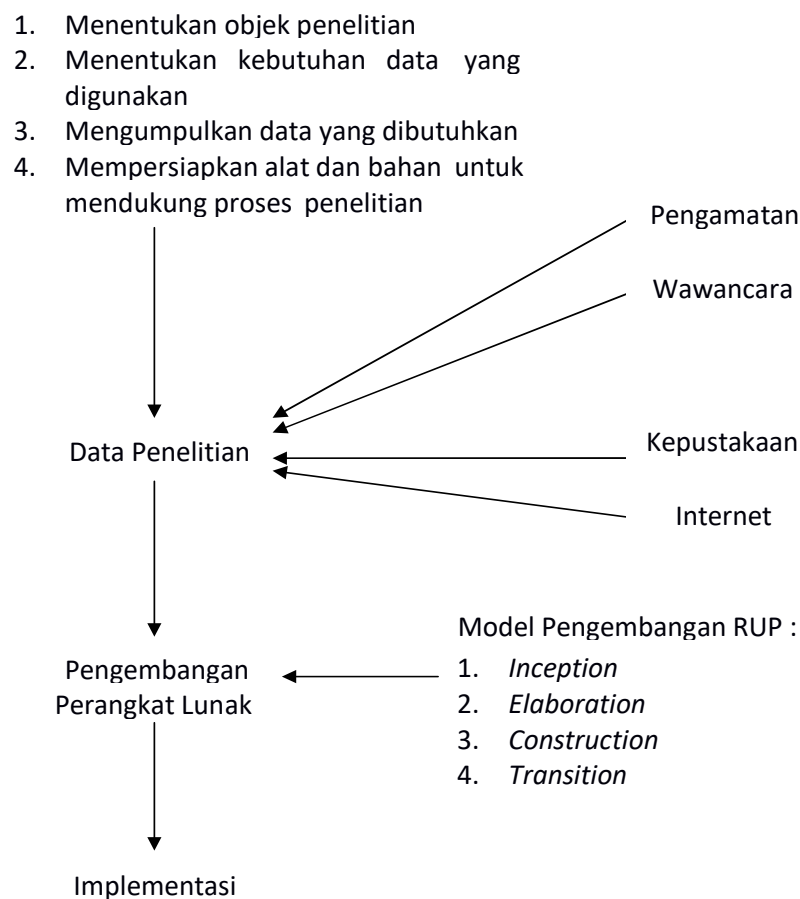 1. Menentukan objek penelitian
2. Menentukan kebutuhan data yang
digunakan
3. Mengumpulkan data yang dibutuhkan
4. Mempersiapkan alat dan bahan untuk
mendukung proses penelitian
Pengamatan
Wawancara
Data Penelitian
Kepustakaan
Internet
Model Pengembangan RUP :
Pengembangan
Perangkat Lunak
1. Inception
2. Elaboration
3. Construction
4. Transition
Implementasi